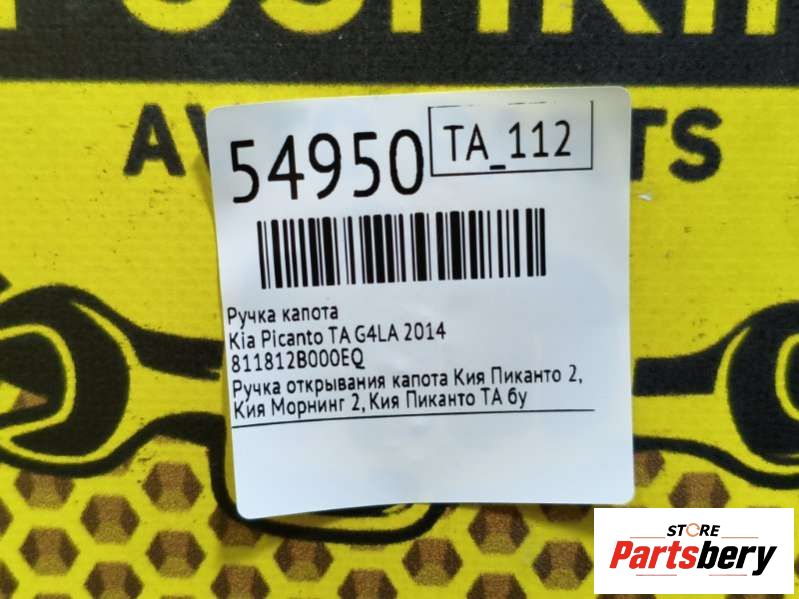 54950
TA_112
Ручка капота
Kia Picanto TA G4LA 2014
811812B000EQ
Ручка открывания капота Кия Пиканто 2,
Кия Морнинг 2, Кия Пиканто ТА бу
STORE
Partsbery